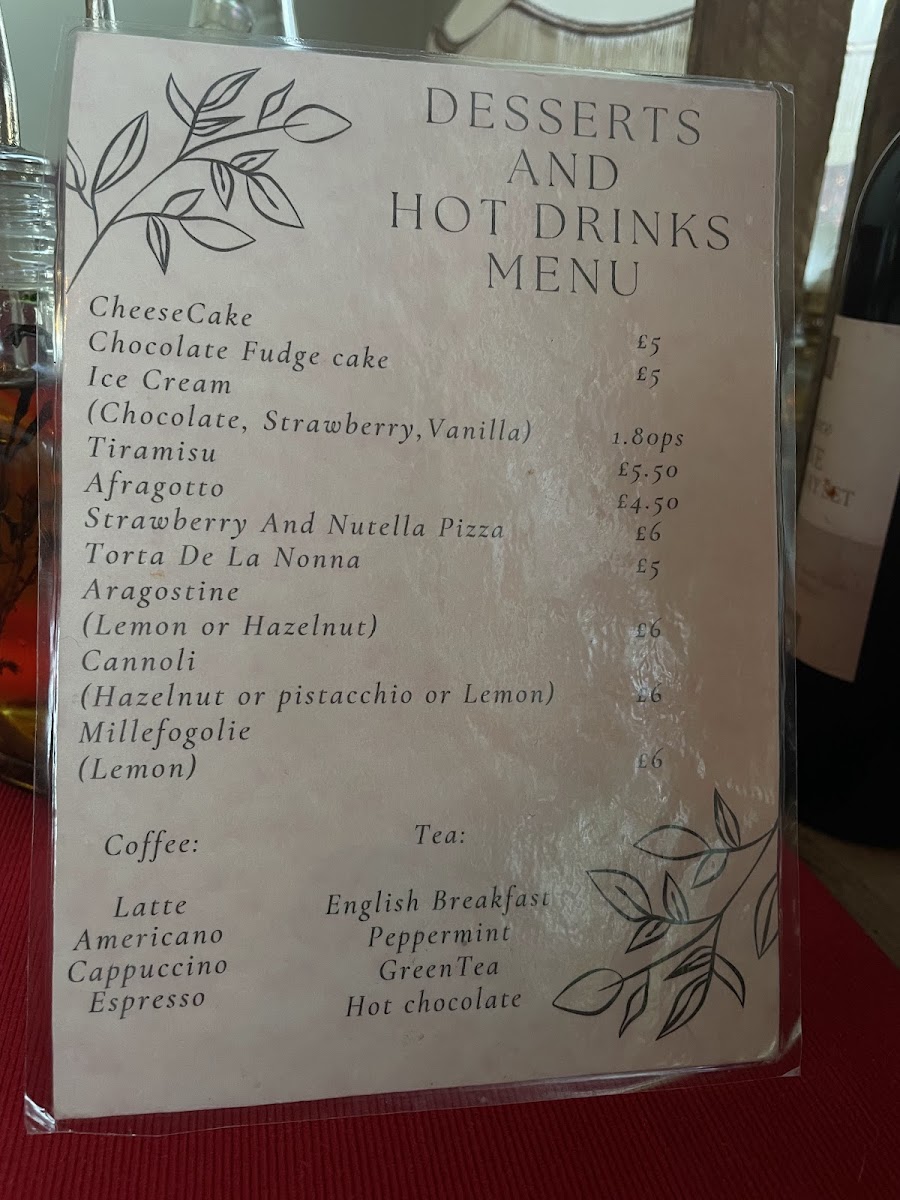 DESSERTS
AND
HOT DRINKS
MENU
CheeseCake £5
Chocolate Fudge cake £5
Ice Cream
(Chocolate, Strawberry,Vanilla) 1.80ps
Tiramisu £5.50
Afragotto £4.50
Strawberry And Nutella Pizza £6
Torta De La Nonna £5
Aragostine
(Lemon or Hazelnut) £6
Cannoli
(Hazelnut or pistacchio or Lemon) £6
Millefogolie
(Lemon) £6
Coffee:
Latte
Americano
Cappuccino
Espresso
Tea:
English Breakfast
Peppermint
GreenTea
Hot chocolate